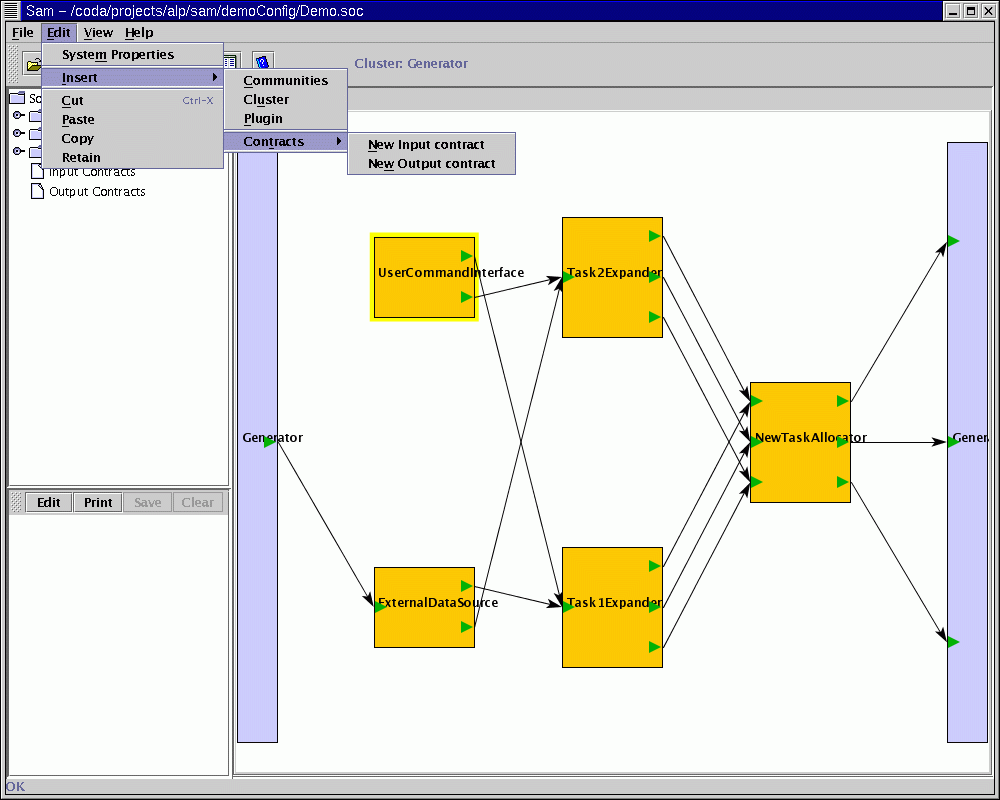 Sam – /coda/projects/alp/sam/demoConfig/Demo.soc
File Edit View Help
System Properties
Insert
Cut Ctrl-X
Paste
Copy
Retain
Communities
Cluster
Plugin
Contracts
New Input contract
New Output contract
Cluster: Generator
So
Input Contracts
Output Contracts
Edit Print Save Clear
UserCommandInterface
Task2Expander
Generator
NewTaskAllocator
Gener
ExternalDataSource
Task1Expander
OK